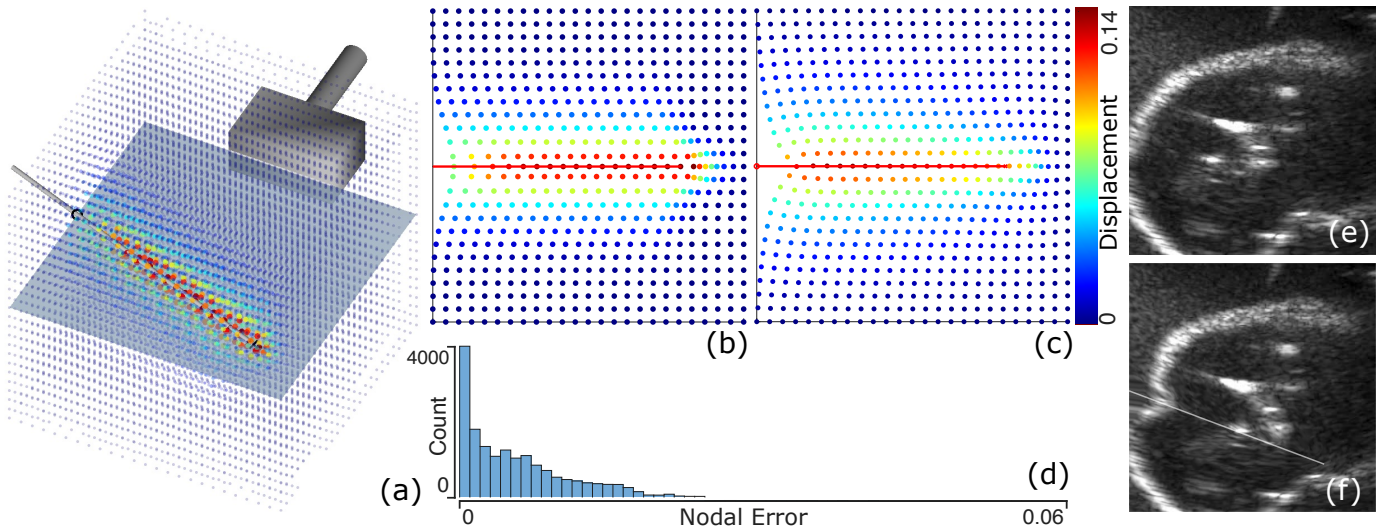 (a)
(b)
(c)
0.14
Displacement
0
4000
Count
0
(d)
0
Nodal Error
0.06
(e)
(f)